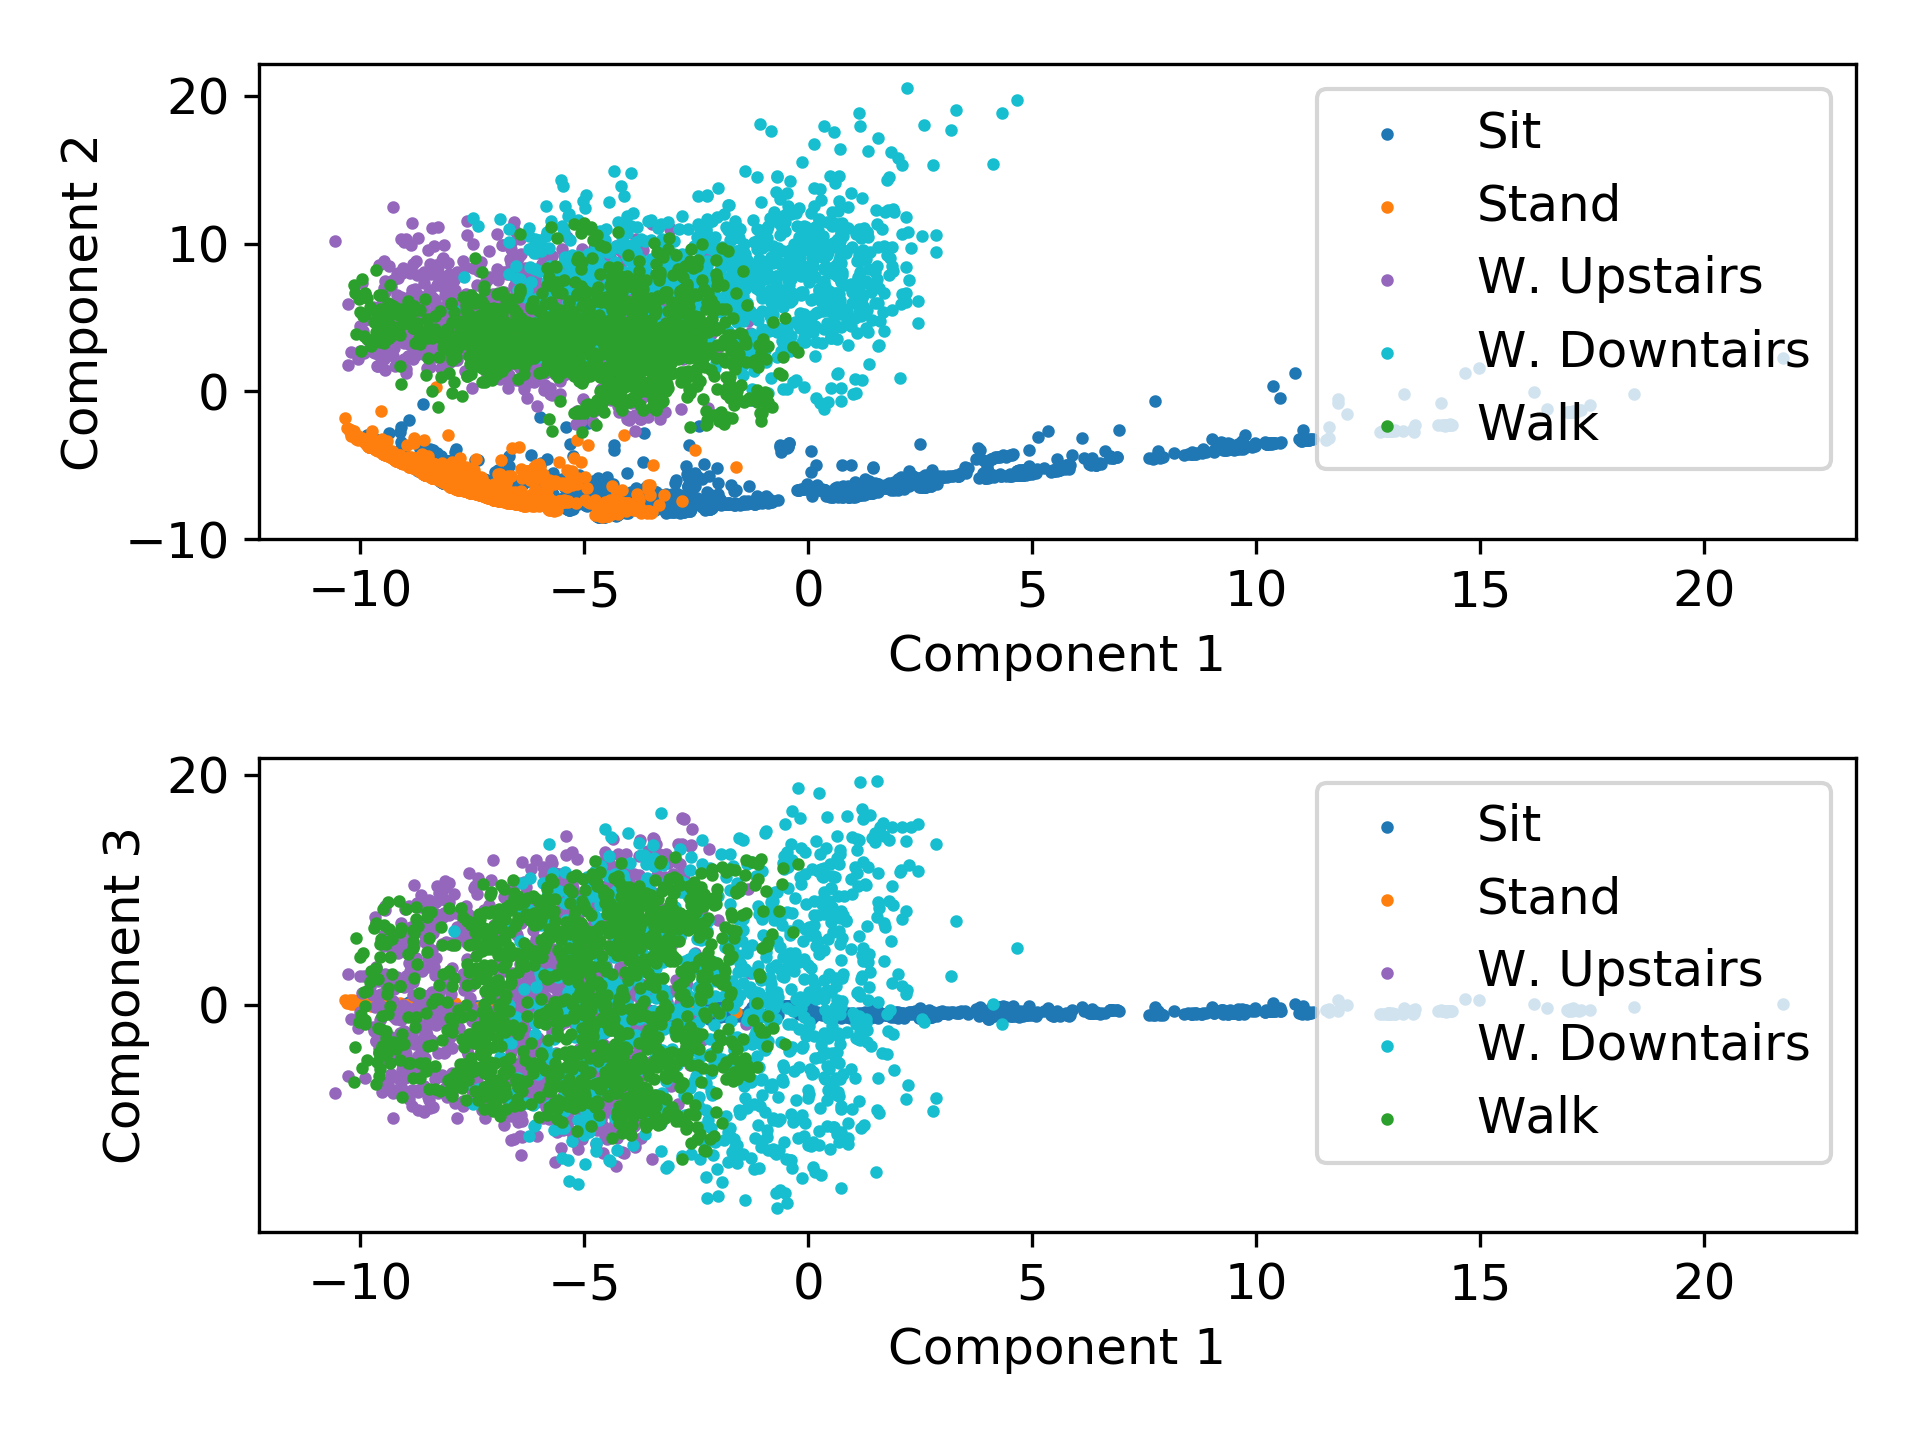 20
10
0
−10
Component 2
Sit
Stand
W. Upstairs
W. Downtairs
Walk
−10 −5 0 5 10 15 20
Component 1
20
0
Component 3
Sit
Stand
W. Upstairs
W. Downtairs
Walk
−10 −5 0 5 10 15 20
Component 1